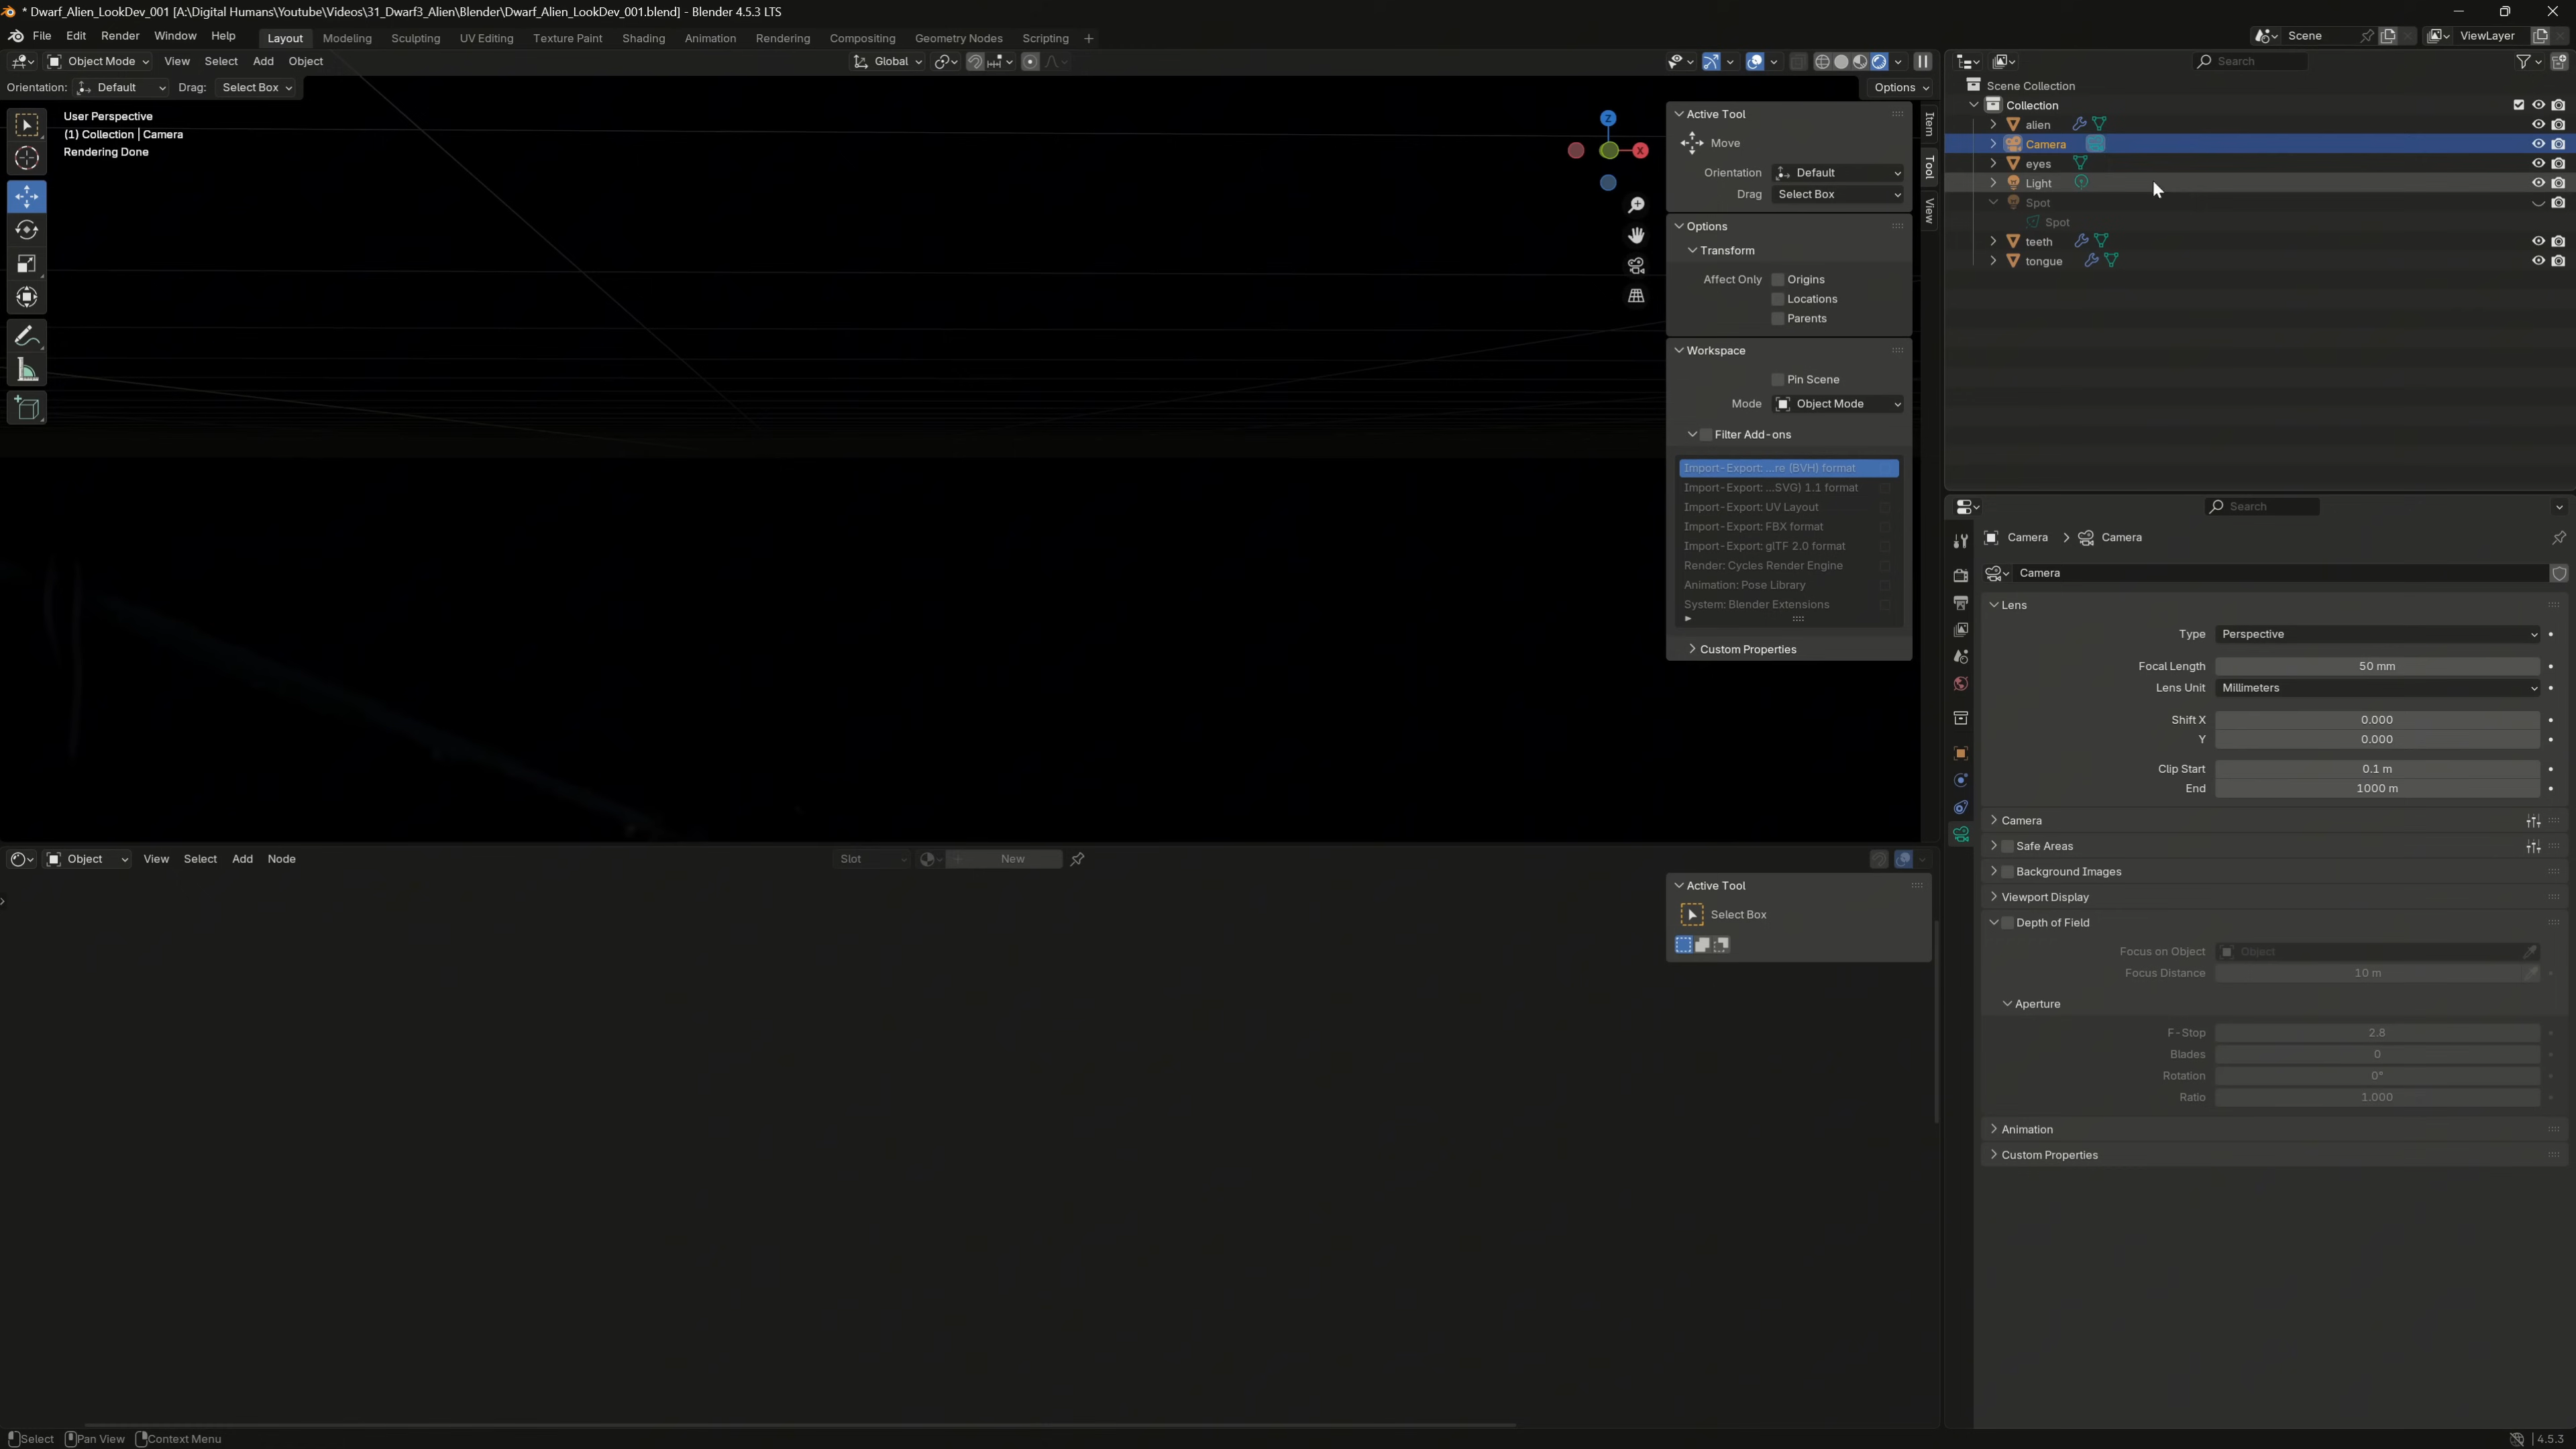 * Dwarf_Alien_LookDev_001 [A:\Digital Humans\Youtube\Videos\31_Dwarf3_Alien\Blender\Dwarf_Alien_LookDev_001.blend] - Blender 4.5.3 LTS
File Edit Render Window Help Layout Modeling Sculpting UV Editing Texture Paint Shading Animation Rendering Compositing Geometry Nodes Scripting + Scene ViewLayer
Object Mode View Select Add Object Global Search
Orientation: Default Drag: Select Box Options
User Perspective
(1) Collection | Camera
Rendering Done
Z
X
Active Tool
Move
Orientation Default
Drag Select Box
Options
Transform
Affect Only Origins
Locations
Parents
Workspace
Pin Scene
Mode Object Mode
Filter Add-ons
Import-Export: ...re (BVH) format
Import-Export: ...SVG) 1.1 format
Import-Export: UV Layout
Import-Export: FBX format
Import-Export: glTF 2.0 format
Render: Cycles Render Engine
Animation: Pose Library
System: Blender Extensions
Custom Properties
Item
Tool
View
Scene Collection
Collection
alien
Camera
eyes
Light
Spot
Spot
teeth
tongue
Search
Camera Camera
Camera
Lens
Type Perspective
Focal Length 50 mm
Lens Unit Millimeters
Shift X 0.000
Y 0.000
Clip Start 0.1 m
End 1000 m
Camera
Safe Areas
Background Images
Viewport Display
Depth of Field
Focus on Object Object
Focus Distance 10 m
Aperture
F-Stop 2.8
Blades 0
Rotation 0°
Ratio 1.000
Animation
Custom Properties
Object View Select Add Node Slot New
Active Tool
Select Box
Select Pan View Context Menu 4.5.3